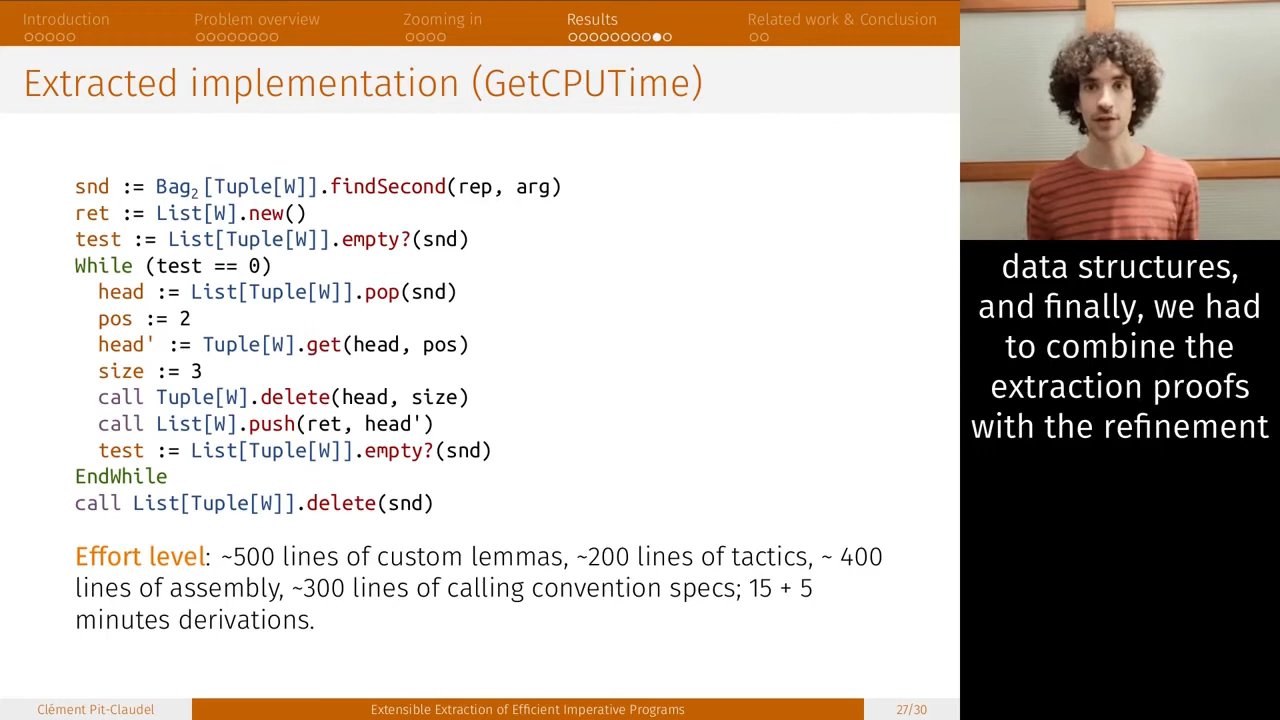 Introduction
Problem overview
Zooming in
Results
Related work & Conclusion
Extracted implementation (GetCPUTime)
snd := Bag₂[Tuple[W]].findSecond(rep, arg)
ret := List[W].new()
test := List[Tuple[W]].empty?(snd)
While (test == 0)
head := List[Tuple[W]].pop(snd)
pos := 2
head' := Tuple[W].get(head, pos)
size := 3
call Tuple[W].delete(head, size)
call List[W].push(ret, head')
test := List[Tuple[W]].empty?(snd)
EndWhile
call List[Tuple[W]].delete(snd)
Effort level: ~500 lines of custom lemmas, ~200 lines of tactics, ~ 400
lines of assembly, ~300 lines of calling convention specs; 15 + 5
minutes derivations.
Clément Pit-Claudel
Extensible Extraction of Efficient Imperative Programs
27/30
data structures,
and finally, we had
to combine the
extraction proofs
with the refinement